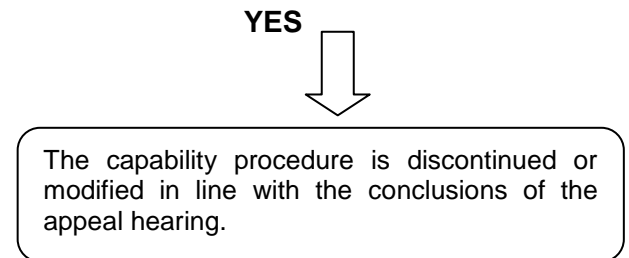 YES
The capability procedure is discontinued or
modified in line with the conclusions of the
appeal hearing.